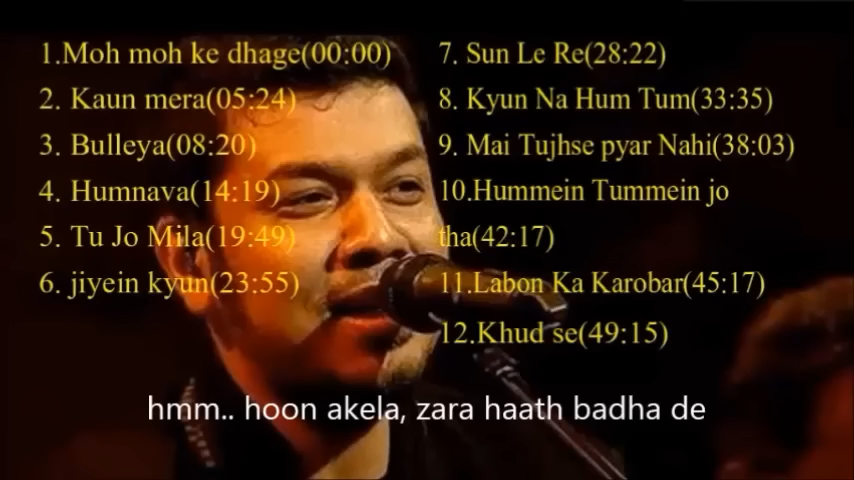 1.Moh moh ke dhage(00:00)
2. Kaun mera(05:24)
3. Bulleya(08:20)
4. Humnava(14:19)
5. Tu Jo Mila(19:49)
6. jiyein kyun(23:55)
7. Sun Le Re(28:22)
8. Kyun Na Hum Tum(33:35)
9. Mai Tujhse pyar Nahi(38:03)
10.Hummein Tummein jo
tha(42:17)
11.Labon Ka Karobar(45:17)
12.Khud se(49:15)
hmm.. hoon akela, zara haath badha de